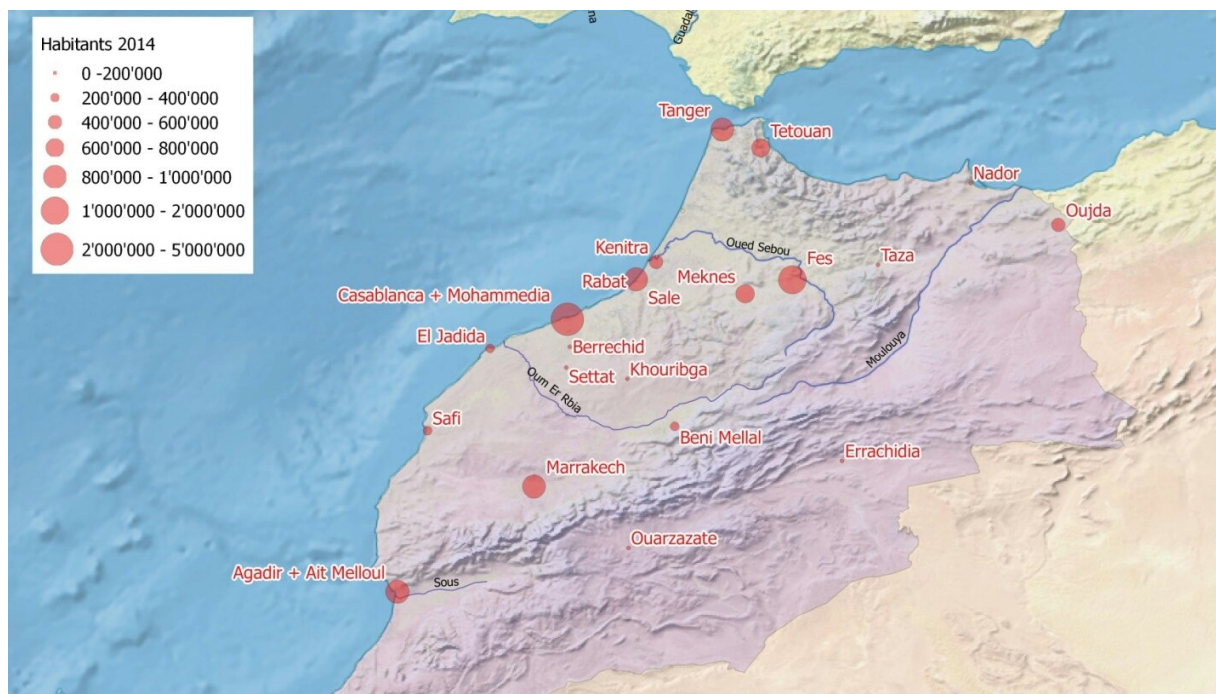 Habitants 2014
0 -200'000
200'000 - 400'000
400'000 - 600'000
600'000 - 800'000
800'000 - 1'000'000
1'000'000 - 2'000'000
2'000'000 - 5'000'000
na
Guadal
Tanger
Tetouan
Nador
Oujda
Kenitra
Oued Sebou
Fes
Taza
Rabat
Meknes
Sale
Casablanca + Mohammedia
El Jadida
Berrechid
Moulouya
Settat
Khouribga
Oum Er Rbia
Safi
Beni Mellal
Errachidia
Marrakech
Ouarzazate
Agadir + Ait Melloul
Sous